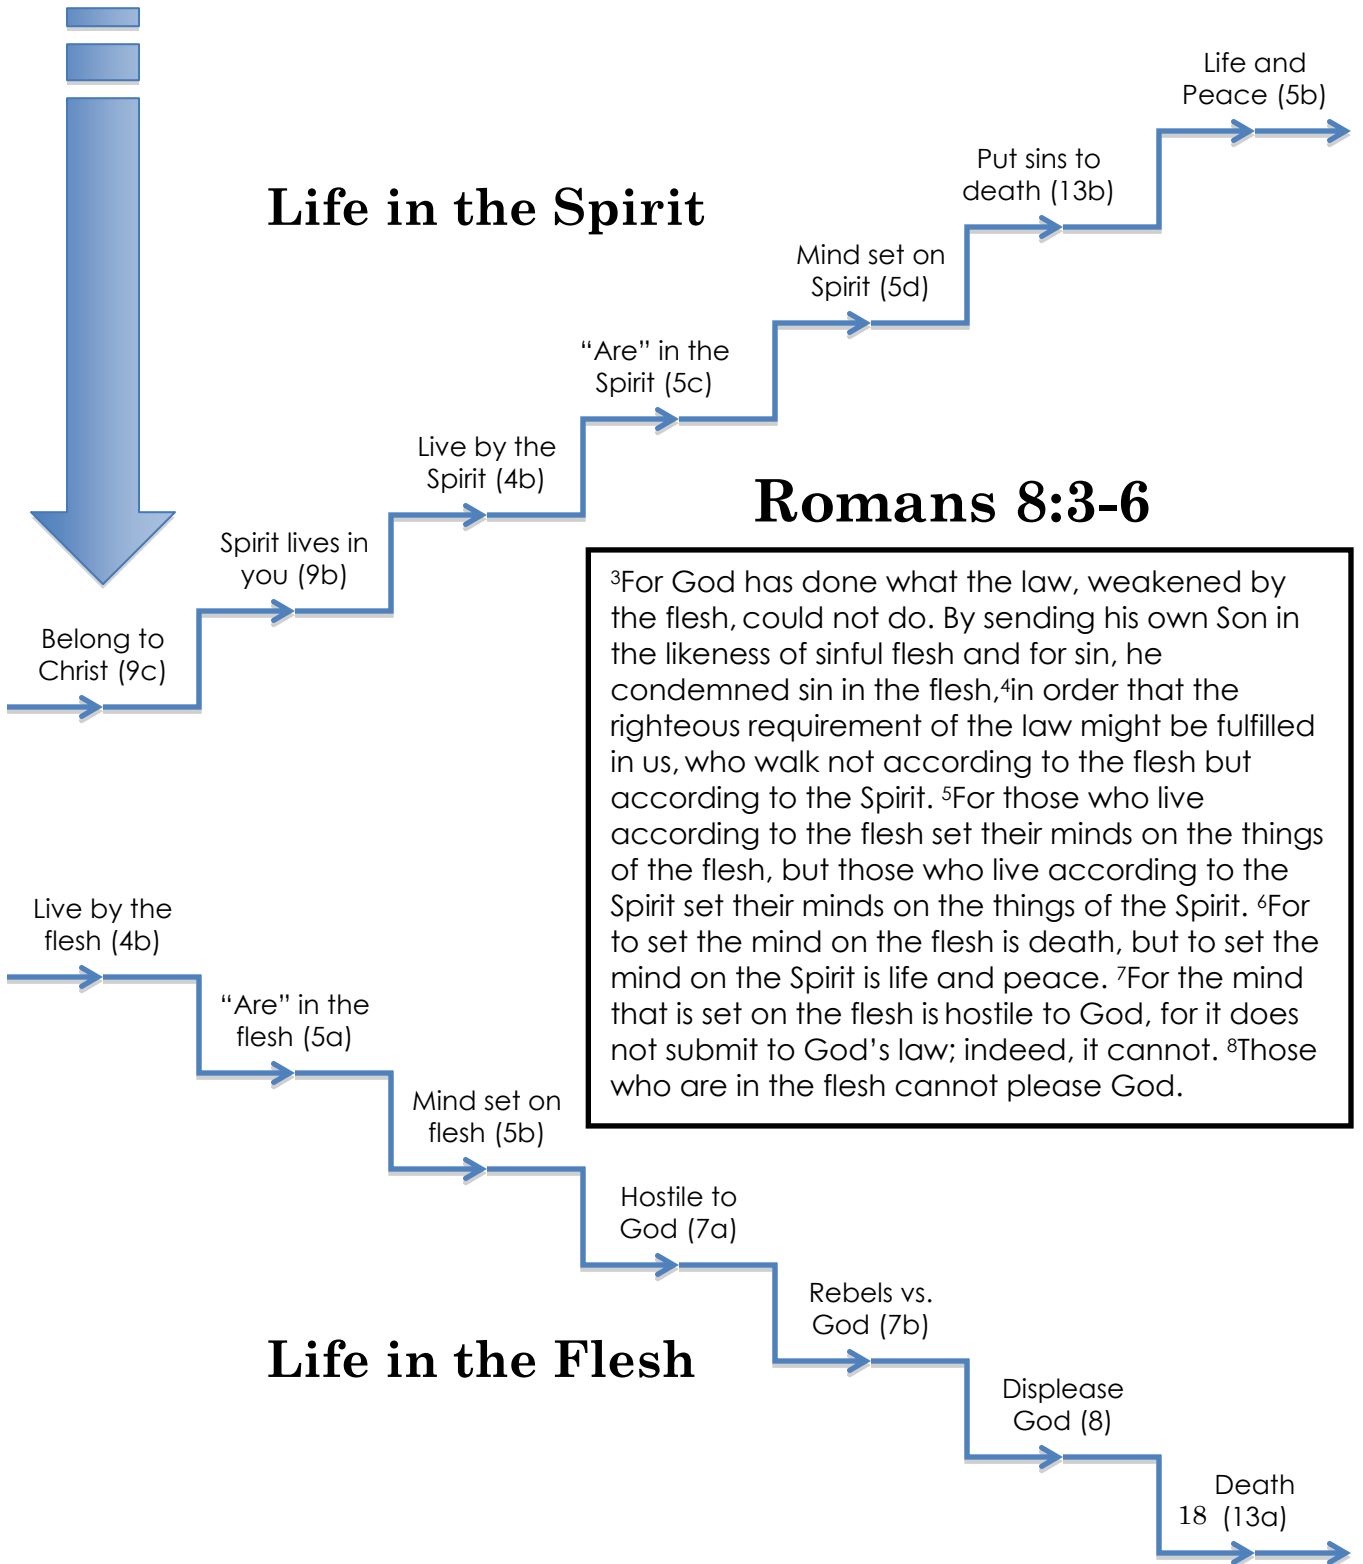 Life and
Peace (5b)
Put sins to
death (13b)
Life in the Spirit
Mind set on
Spirit (5d)
“Are” in the
Spirit (5c)
Live by the
Spirit (4b)
Romans 8:3-6
Spirit lives in
you (9b)
Belong to
Christ (9c)
³For God has done what the law, weakened by
the flesh, could not do. By sending his own Son in
the likeness of sinful flesh and for sin, he
condemned sin in the flesh,⁴in order that the
righteous requirement of the law might be fulfilled
in us, who walk not according to the flesh but
according to the Spirit. ⁵For those who live
according to the flesh set their minds on the things
of the flesh, but those who live according to the
Spirit set their minds on the things of the Spirit. ⁶For
to set the mind on the flesh is death, but to set the
mind on the Spirit is life and peace. ⁷For the mind
that is set on the flesh is hostile to God, for it does
not submit to God’s law; indeed, it cannot. ⁸Those
who are in the flesh cannot please God.
Live by the
flesh (4b)
“Are” in the
flesh (5a)
Mind set on
flesh (5b)
Hostile to
God (7a)
Rebels vs.
God (7b)
Life in the Flesh
Displease
God (8)
Death
(13a)
18